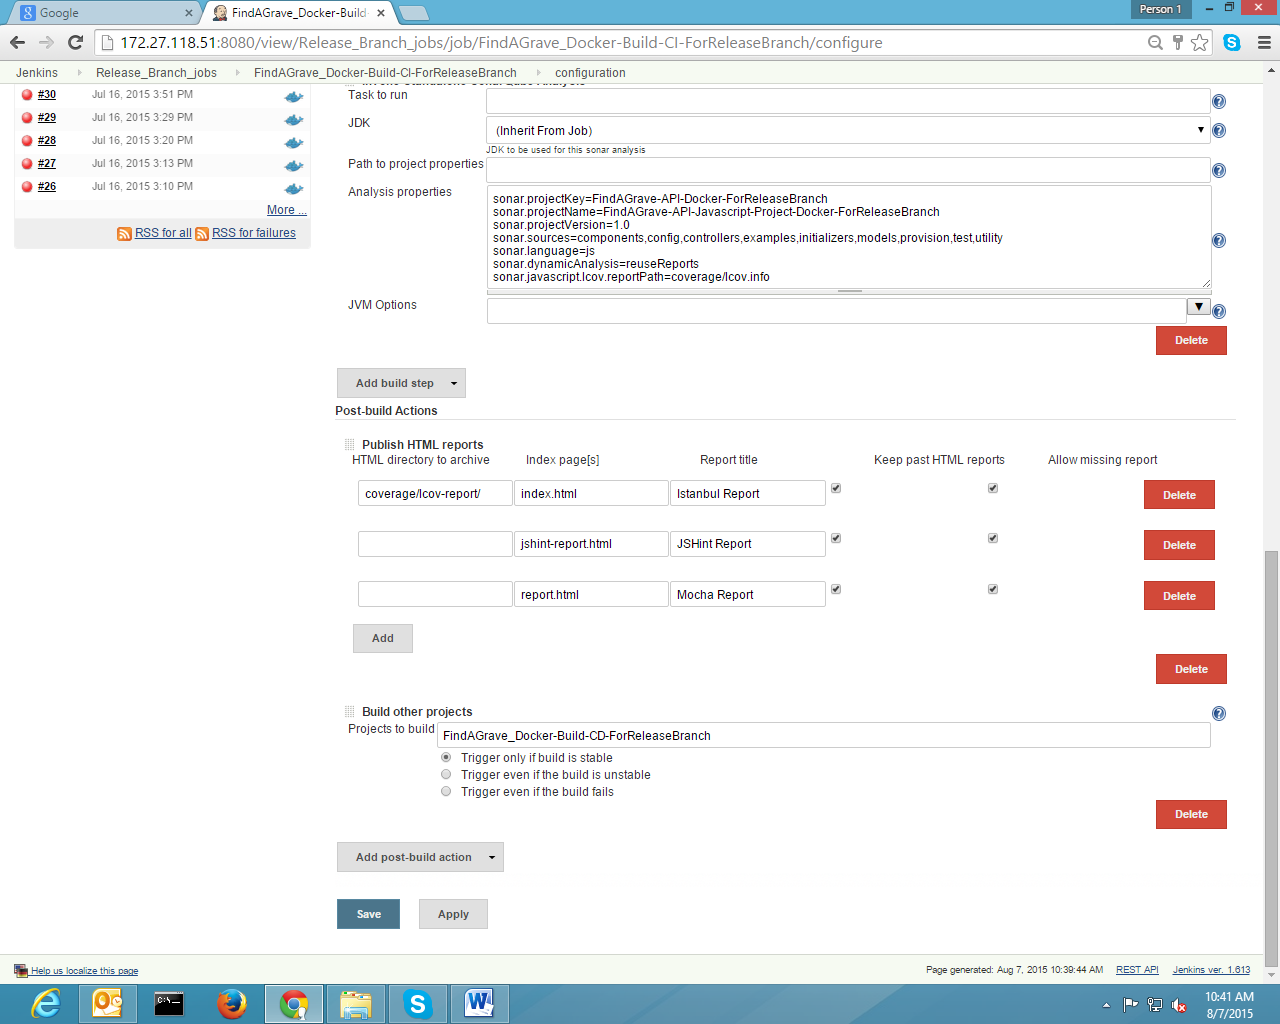 Google
FindAGrave_Docker-Build-
Person 1
172.27.118.51:8080/view/Release_Branch_jobs/job/FindAGrave_Docker-Build-CI-ForReleaseBranch/configure
Jenkins
Release_Branch_jobs
FindAGrave_Docker-Build-CI-ForReleaseBranch
configuration
#30 Jul 16, 2015 3:51 PM
#29 Jul 16, 2015 3:29 PM
#28 Jul 16, 2015 3:20 PM
#27 Jul 16, 2015 3:13 PM
#26 Jul 16, 2015 3:10 PM
More ...
RSS for all RSS for failures
Task to run
JDK
(Inherit From Job)
JDK to be used for this sonar analysis
Path to project properties
Analysis properties
sonar.projectKey=FindAGrave-API-Docker-ForReleaseBranch
sonar.projectName=FindAGrave-API-Javascript-Project-Docker-ForReleaseBranch
sonar.projectVersion=1.0
sonar.sources=components,config,controllers,examples,initializers,models,provision,test,utility
sonar.language=js
sonar.dynamicAnalysis=reuseReports
sonar.javascript.lcov.reportPath=coverage/lcov.info
JVM Options
Delete
Add build step
Post-build Actions
Publish HTML reports
HTML directory to archive Index page[s] Report title Keep past HTML reports Allow missing report
coverage/lcov-report/ index.html Istanbul Report Delete
jshint-report.html JSHint Report Delete
report.html Mocha Report Delete
Add
Delete
Build other projects
Projects to build FindAGrave_Docker-Build-CD-ForReleaseBranch
Trigger only if build is stable
Trigger even if the build is unstable
Trigger even if the build fails
Delete
Add post-build action
Save Apply
Help us localize this page
Page generated: Aug 7, 2015 10:39:44 AM REST API Jenkins ver. 1.613
10:41 AM
8/7/2015